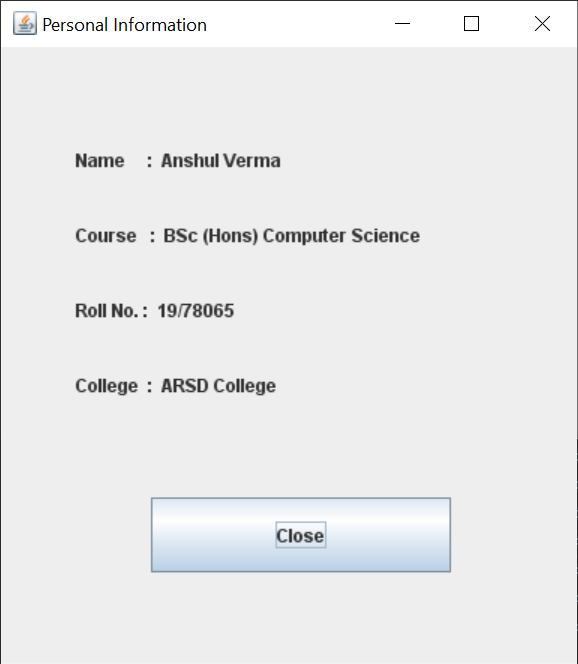 Personal Information
Name : Anshul Verma
Course : BSc (Hons) Computer Science
Roll No. : 19/78065
College : ARSD College
Close